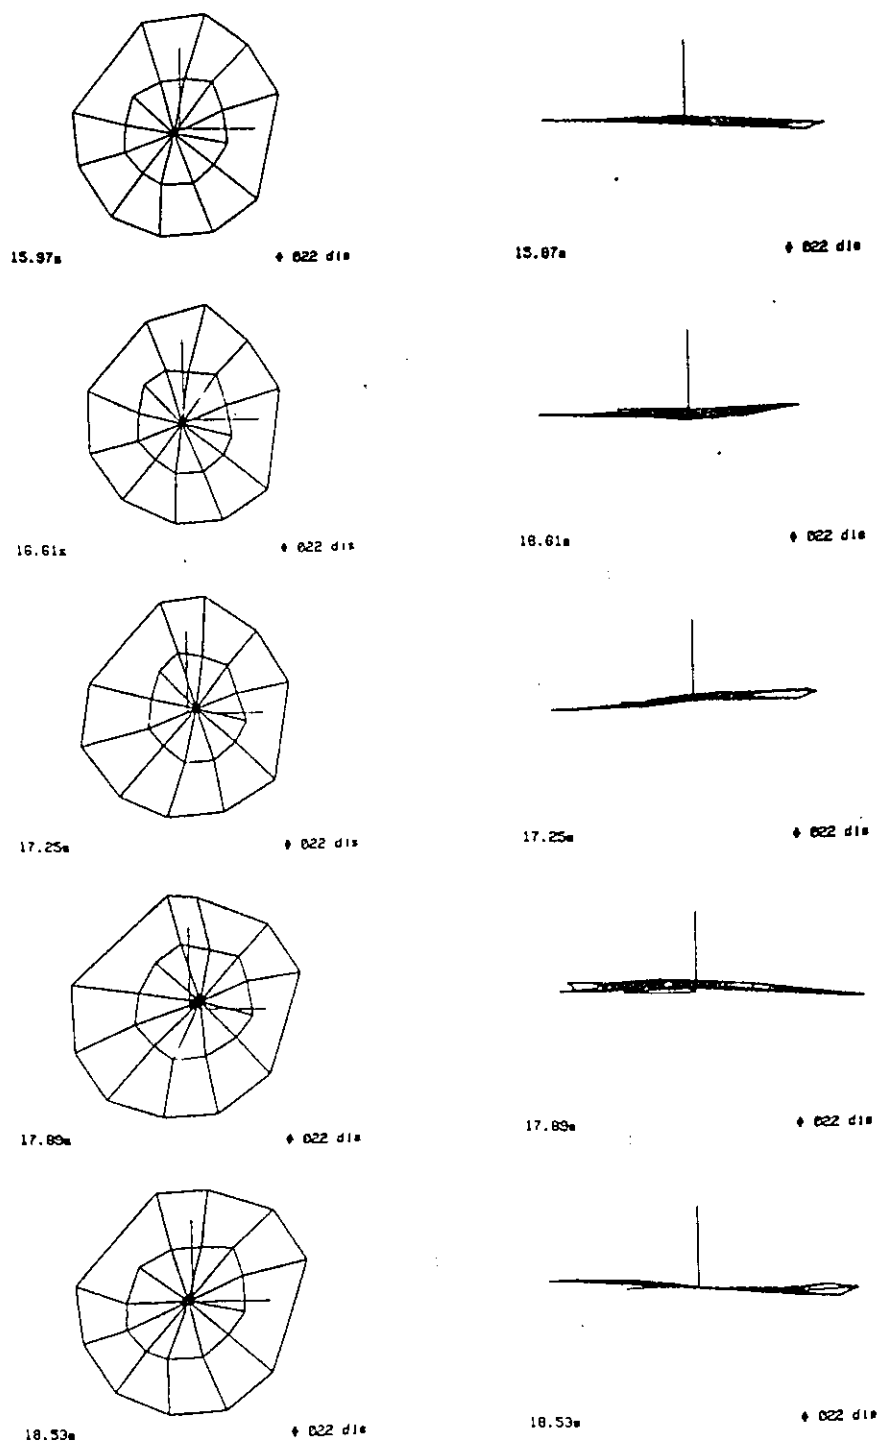 15.97s ♦ 022 dis 15.97s ♦ 022 dis
16.61s ♦ 022 dis 16.61s ♦ 022 dis
17.25s ♦ 022 dis 17.25s ♦ 022 dis
17.89s ♦ 022 dis 17.89s ♦ 022 dis
18.53s ♦ 022 dis 18.53s ♦ 022 dis